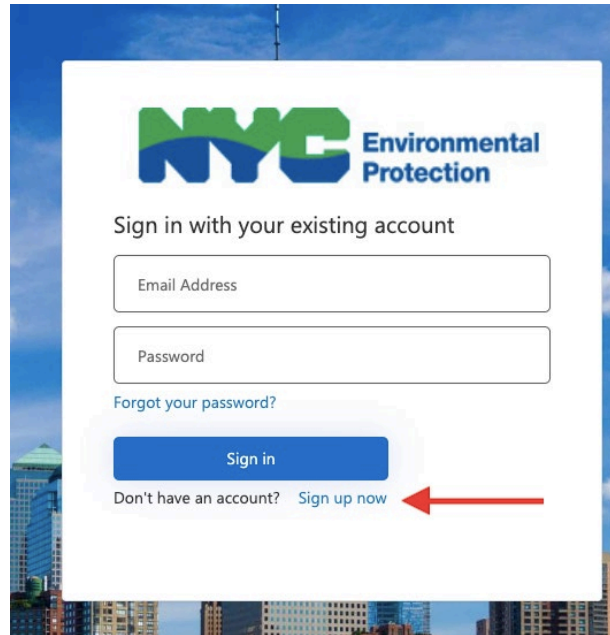 NYC Environmental
Protection
Sign in with your existing account
Email Address
Password
Forgot your password?
Sign in
Don't have an account? Sign up now